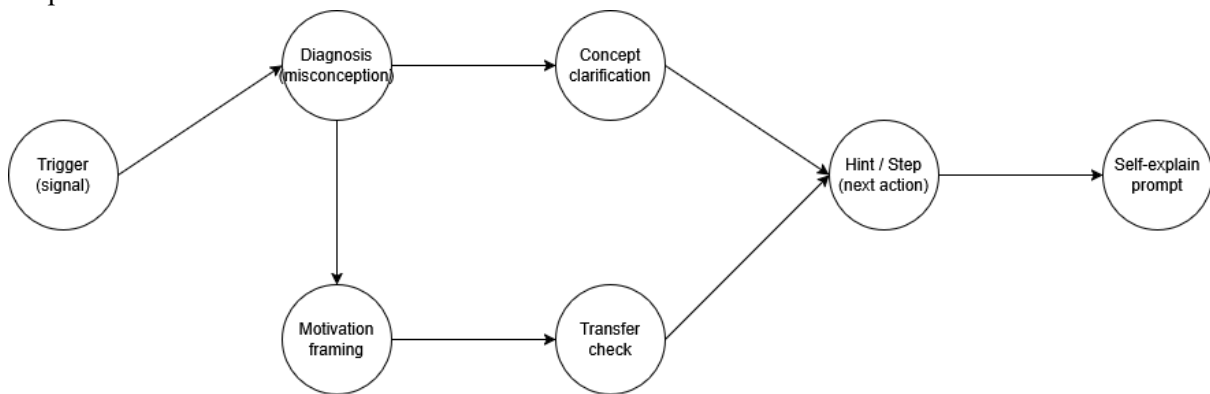 Diagnosis
(misconception)
Concept
clarification
Trigger
(signal)
Hint / Step
(next action)
Self-explain
prompt
Motivation
framing
Transfer
check